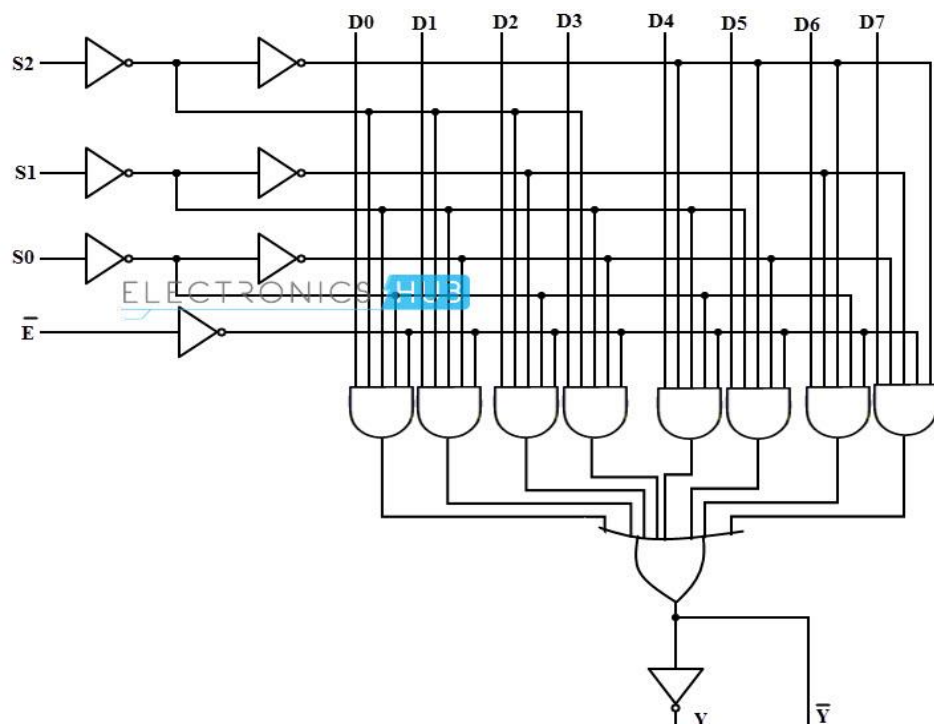 D0 D1 D2 D3 D4 D5 D6 D7
S2
S1
S0
ELECTRONICS HUB
E̅
Y Y̅